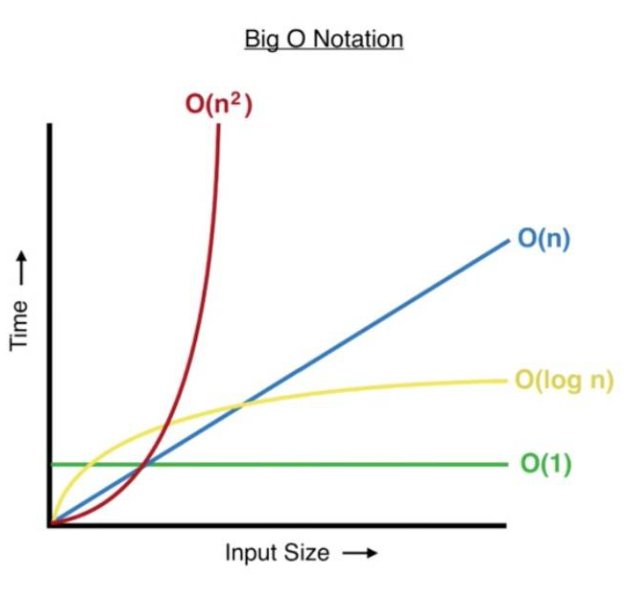 Big O Notation
O(n²)
O(n)
Time →
O(log n)
O(1)
Input Size →